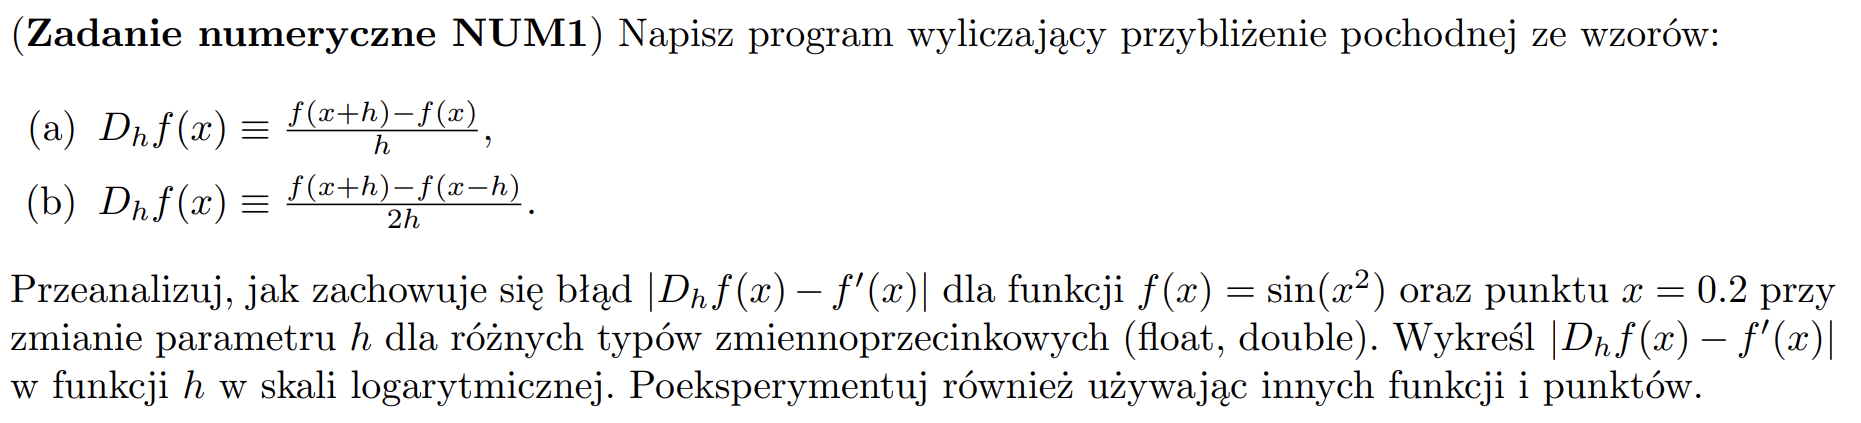 (Zadanie numeryczne NUM1) Napisz program wyliczający przybliżenie pochodnej ze wzorów:
(a) $D_h f(x) \equiv \frac{f(x+h)-f(x)}{h}$,
(b) $D_h f(x) \equiv \frac{f(x+h)-f(x-h)}{2h}$.
Przeanalizuj, jak zachowuje się błąd $|D_h f(x) - f'(x)|$ dla funkcji $f(x) = \sin(x^2)$ oraz punktu $x = 0.2$ przy
zmianie parametru $h$ dla różnych typów zmiennoprzecinkowych (float, double). Wykreśl $|D_h f(x) - f'(x)|$
w funkcji $h$ w skali logarytmicznej. Poeksperymentuj również używając innych funkcji i punktów.